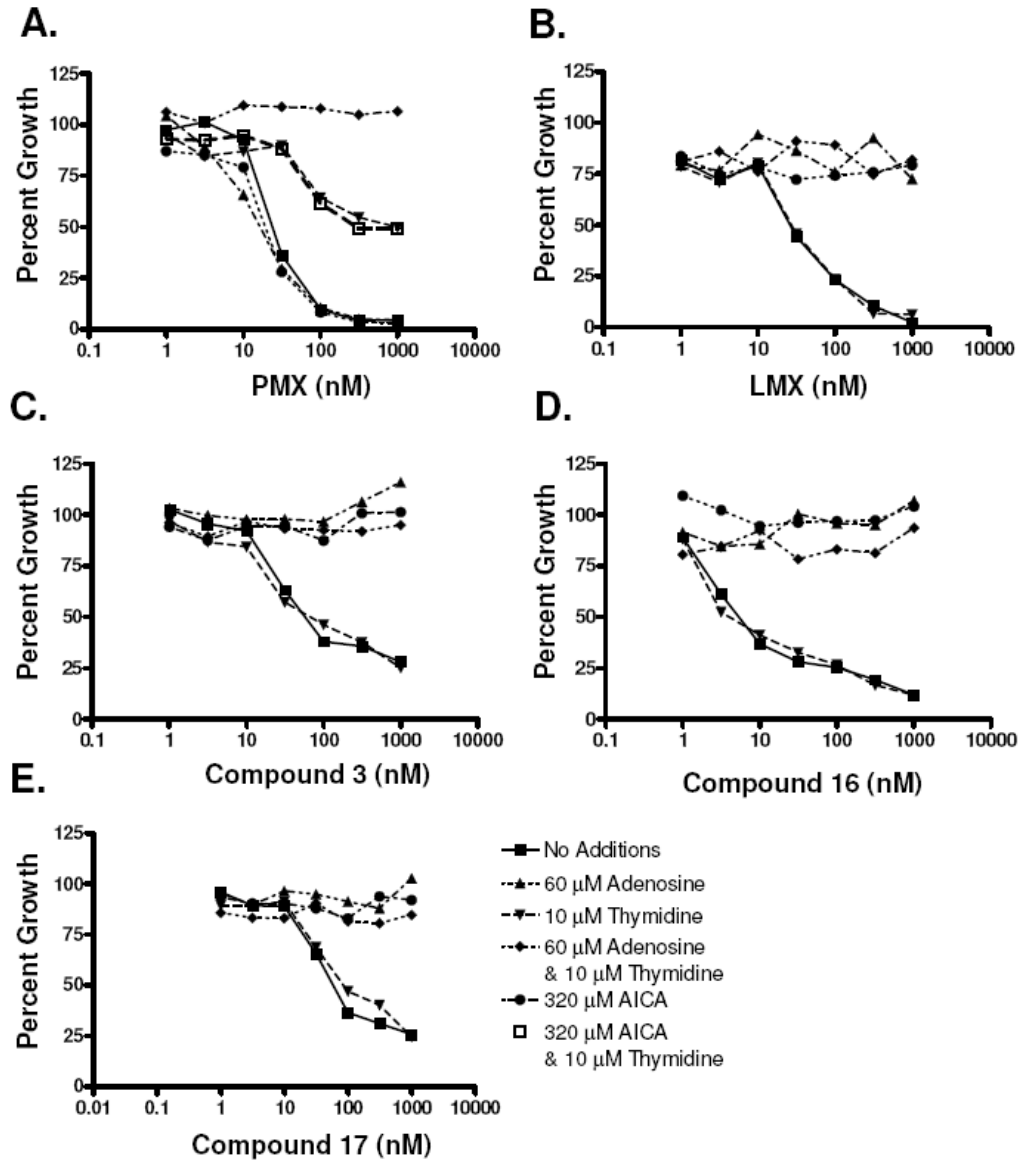 A.
125
100
75
50
25
0
Percent Growth
0.1 1 10 100 1000 10000
PMX (nM)
B.
125
100
75
50
25
0
Percent Growth
0.1 1 10 100 1000 10000
LMX (nM)
C.
125
100
75
50
25
0
Percent Growth
0.1 1 10 100 1000 10000
Compound 3 (nM)
D.
125
100
75
50
25
0
Percent Growth
0.1 1 10 100 1000 10000
Compound 16 (nM)
E.
125
100
75
50
25
0
Percent Growth
0.01 0.1 1 10 100 1000 10000
Compound 17 (nM)
No Additions
60 μM Adenosine
10 μM Thymidine
60 μM Adenosine
& 10 μM Thymidine
320 μM AICA
320 μM AICA
& 10 μM Thymidine